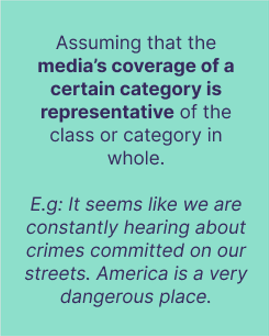 Assuming that the
media's coverage of a
certain category is
representative of the
class or category in
whole.
E.g: It seems like we are
constantly hearing about
crimes committed on our
streets. America is a very
dangerous place.